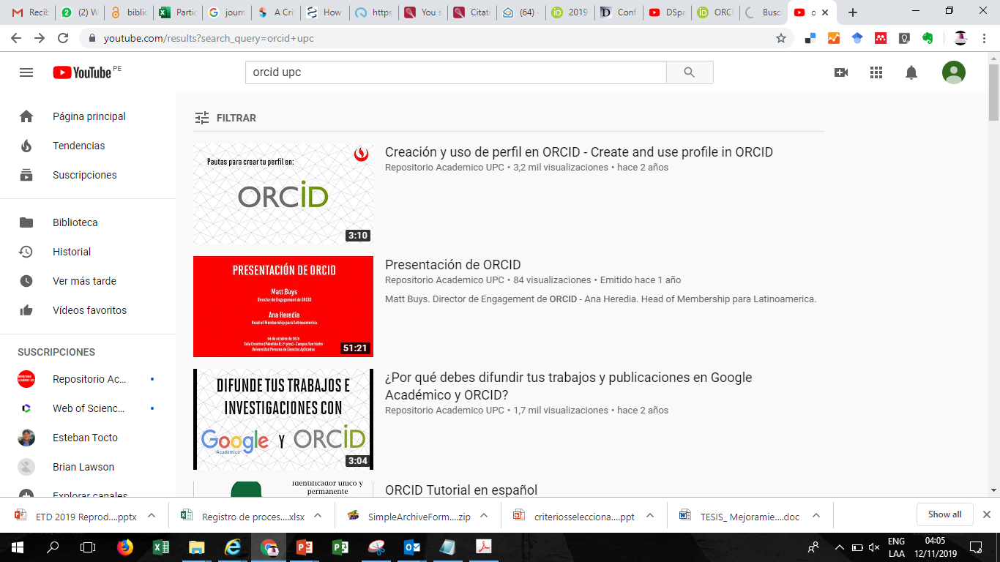 Recib
(2) W
biblic
Partic
journ
A Cri
How
https
You s
Citati
(64) -
2019
Conf
DSpa
ORCI
Busc
o
youtube.com/results?search_query=orcid+upc
YouTube PE
orcid upc
Página principal
Tendencias
Suscripciones
Biblioteca
Historial
Ver más tarde
Vídeos favoritos
SUSCRIPCIONES
Repositorio Ac...
Web of Scienc...
Esteban Tocto
Brian Lawson
Explorar canales
FILTRAR
Pautas para crear tu perfil en:
ORCID
3:10
Creación y uso de perfil en ORCID - Create and use profile in ORCID
Repositorio Academico UPC • 3,2 mil visualizaciones • hace 2 años
PRESENTACIÓN DE ORCID
Matt Buys
Director de Engagement de ORCID
Ana Heredia
Head of Membership para Latinoamerica
04 de octubre de 2018
Sala Creativa (Pabellón B, 2° piso) - Campus San Isidro
Universidad Peruana de Ciencias Aplicadas
51:21
Presentación de ORCID
Repositorio Academico UPC • 84 visualizaciones • Emitido hace 1 año
Matt Buys. Director de Engagement de ORCID - Ana Heredia. Head of Membership para Latinoamerica.
DIFUNDE TUS TRABAJOS E
INVESTIGACIONES CON
Google Y ORCID
Académico
3:04
¿Por qué debes difundir tus trabajos y publicaciones en Google
Académico y ORCID?
Repositorio Academico UPC • 1,7 mil visualizaciones • hace 2 años
Identificador único y
permanente
ORCID Tutorial en español
ETD 2019 Reprod....pptx
Registro de proces....xlsx
SimpleArchiveForm....zip
criteriosselecciona....ppt
TESIS_ Mejoramie....doc
Show all
ENG
LAA
04:05
12/11/2019